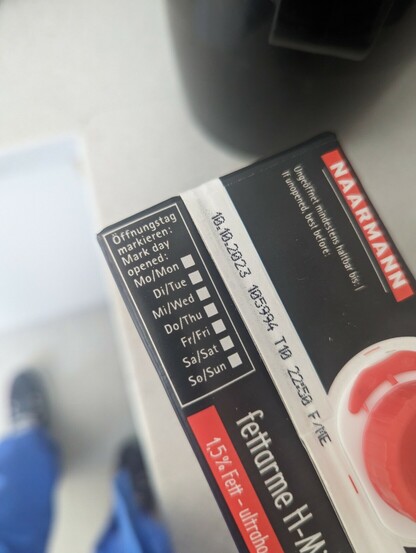 NAARMANN
Ungeöffnet mindestens haltbar bis:
If unopened, best before:
10.10.2023 105994 T10 22:50 F/ME
Öffnungstag
markieren:
Mark day
opened:
Mo/Mon
Di/Tue
Mi/Wed
Do/Thu
Fr/Fri
Sa/Sat
So/Sun
fettarme H-M
1,5% Fett – ultraho